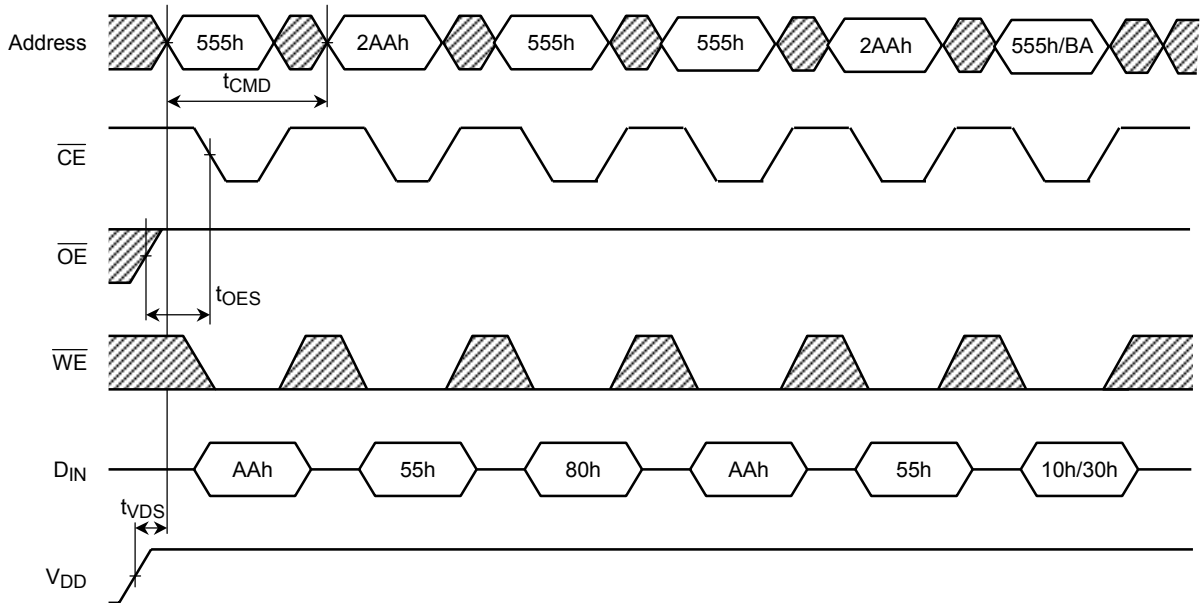 Address 555h 2AAh 555h 555h 2AAh 555h/BA
tCMD
CE
OE
tOES
WE
DIN AAh 55h 80h AAh 55h 10h/30h
tVDS
VDD